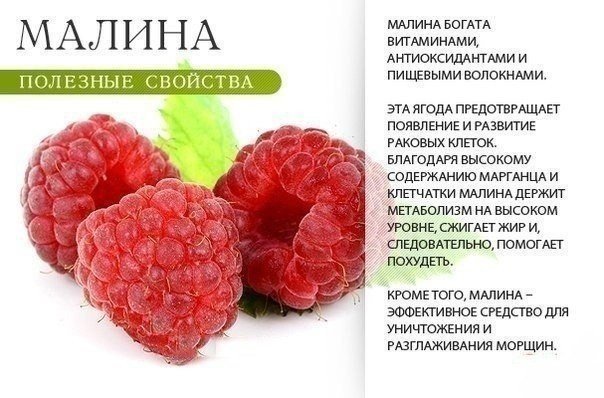 МАЛИНА
ПОЛЕЗНЫЕ СВОЙСТВА
МАЛИНА БОГАТА
ВИТАМИНАМИ,
АНТИОКСИДАНТАМИ И
ПИЩЕВЫМИ ВОЛОКНАМИ.
ЭТА ЯГОДА ПРЕДОТВРАЩАЕТ
ПОЯВЛЕНИЕ И РАЗВИТИЕ
РАКОВЫХ КЛЕТОК.
БЛАГОДАРЯ ВЫСОКОМУ
СОДЕРЖАНИЮ МАРГАНЦА И
КЛЕТЧАТКИ МАЛИНА ДЕРЖИТ
МЕТАБОЛИЗМ НА ВЫСОКОМ
УРОВНЕ, СЖИГАЕТ ЖИР И,
СЛЕДОВАТЕЛЬНО, ПОМОГАЕТ
ПОХУДЕТЬ.
КРОМЕ ТОГО, МАЛИНА –
ЭФФЕКТИВНОЕ СРЕДСТВО ДЛЯ
УНИЧТОЖЕНИЯ И
РАЗГЛАЖИВАНИЯ МОРЩИН.